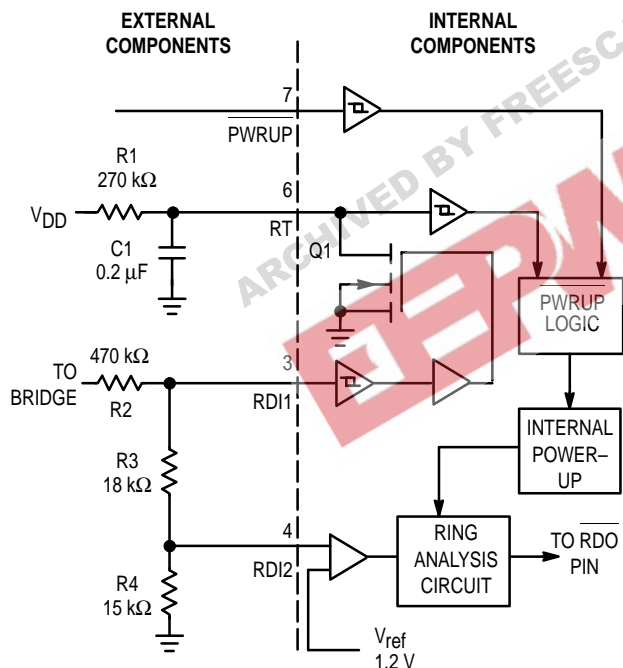 EXTERNAL
COMPONENTS
INTERNAL
COMPONENTS
ARCHIVED BY FREESC
7
PWRUP
R1
270 kΩ
6
VDD
RT
C1
0.2 µF
Q1
PWRUP
LOGIC
470 kΩ
3
TO
BRIDGE
R2
RDI1
INTERNAL
POWER–
UP
R3
18 kΩ
4
RDI2
RING
ANALYSIS
CIRCUIT
TO RDO
PIN
R4
15 kΩ
Vref
1.2 V